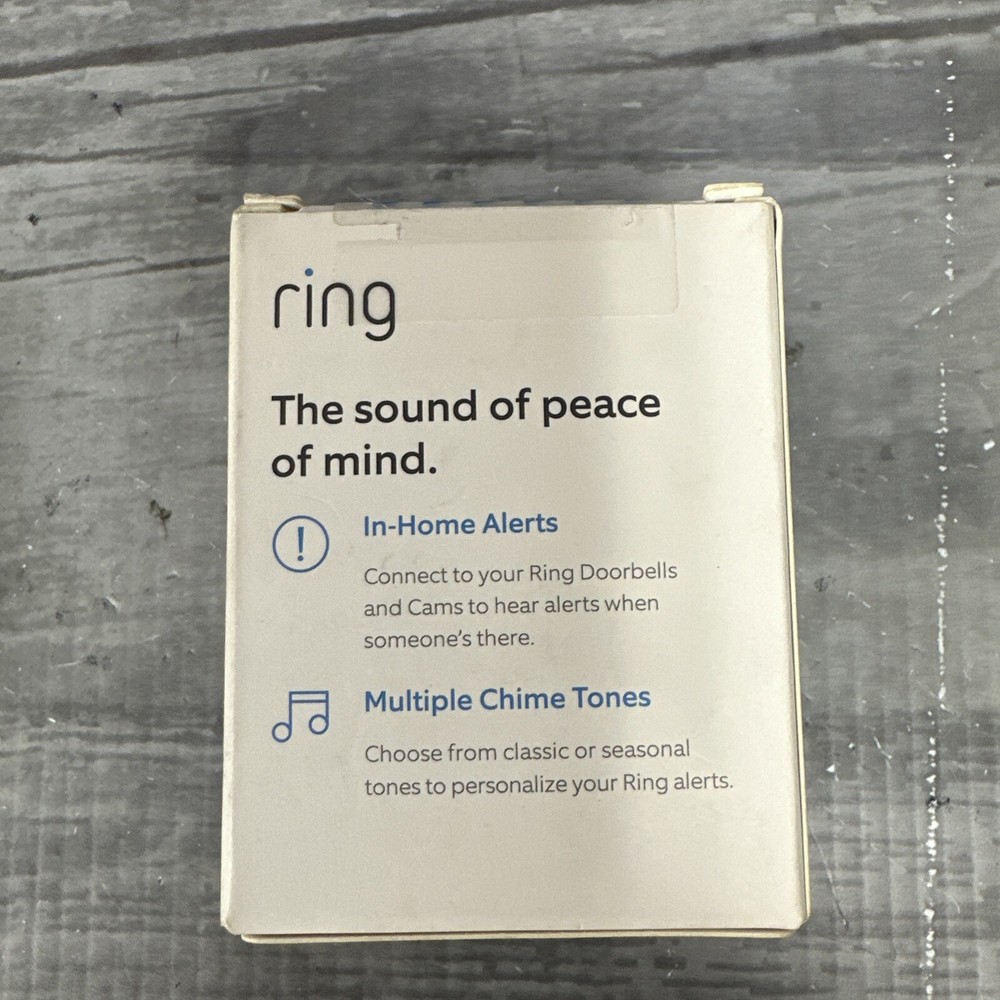 ring
The sound of peace
of mind.
In-Home Alerts
Connect to your Ring Doorbells
and Cams to hear alerts when
someone's there.
Multiple Chime Tones
Choose from classic or seasonal
tones to personalize your Ring alerts.